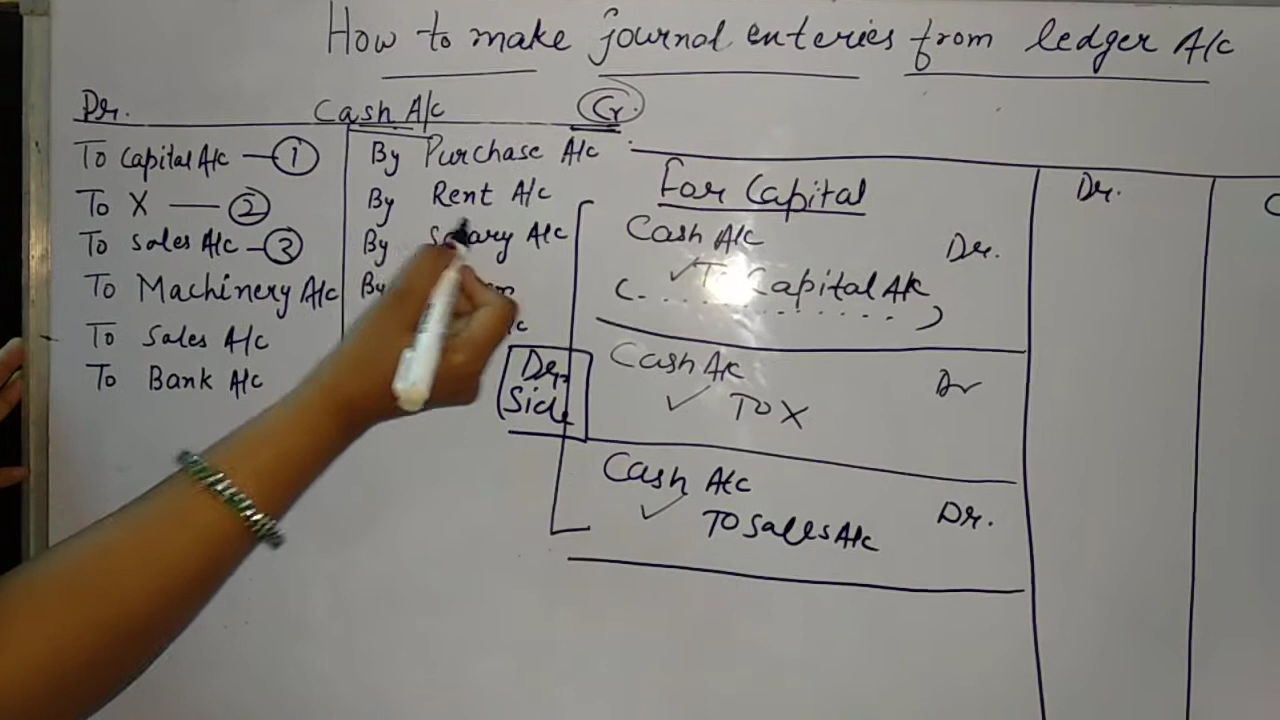 How to make journal enteries from ledger A/c
Dr. Cash A/c Cr.
To Capital A/c — 1
To X — 2
To Sales A/c — 3
To Machinery A/c
To Sales A/c
To Bank A/c
By Purchase A/c
By Rent A/c
By Salary A/c
By
Dr.
Side
For Capital
Cash A/c Dr.
✓ To Capital A/c
(. . . . . . . . . . . .)
Cash A/c Dr
✓ To X
Cash A/c Dr.
✓ To Sales A/c
Dr.
C